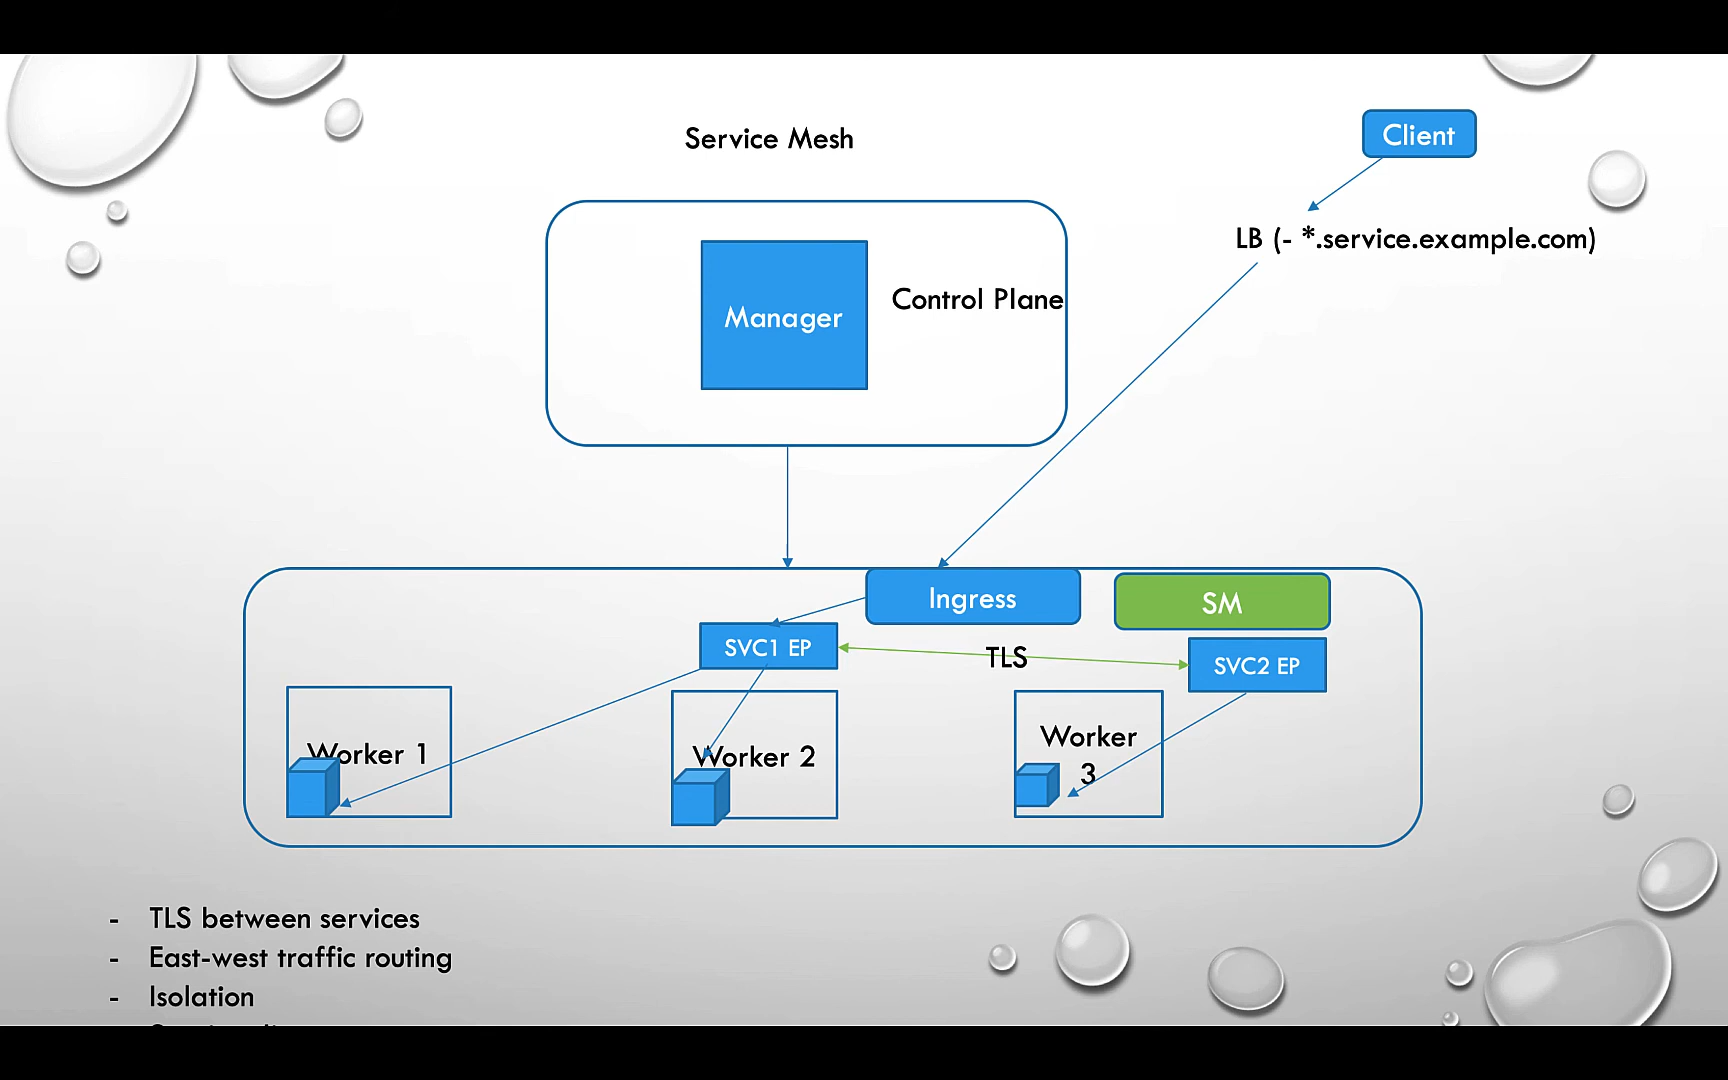 Service Mesh
Client
LB (- *.service.example.com)
Manager
Control Plane
Ingress
SM
SVC1 EP
TLS
SVC2 EP
Worker 1
Worker 2
Worker
3
- TLS between services
- East-west traffic routing
- Isolation